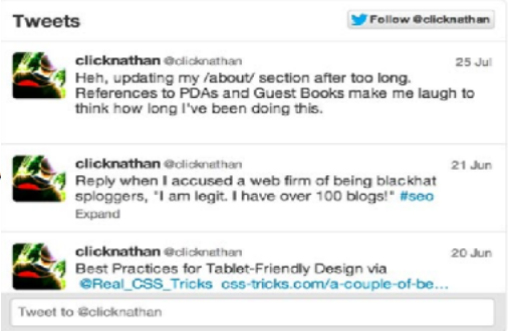 Tweets
Follow @clicknathan
clicknathan @clicknathan 25 Jul
Heh, updating my /about/ section after too long.
References to PDAs and Guest Books make me laugh to
think how long I've been doing this.
clicknathan @clicknathan 21 Jun
Reply when I accused a web firm of being blackhat
sploggers, "I am legit. I have over 100 blogs!" #seo
Expand
clicknathan @clicknathan 20 Jun
Best Practices for Tablet-Friendly Design via
@Real_CSS_Tricks css-tricks.com/a-couple-of-be...
Tweet to @clicknathan